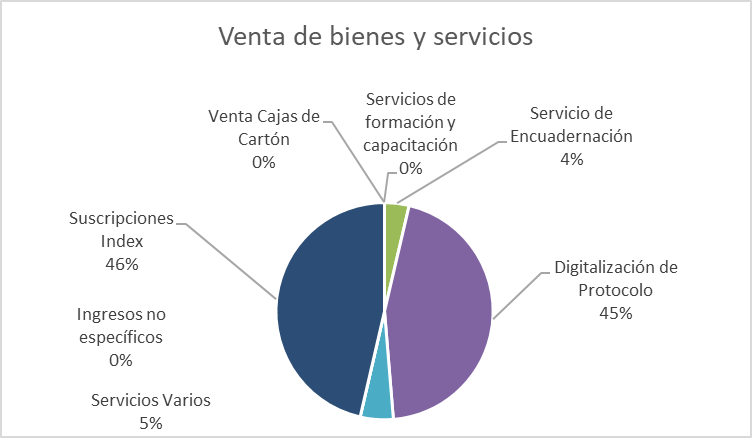 Venta de bienes y servicios
Venta Cajas de
Cartón
0%
Servicios de
formación y
capacitación
0%
Servicio de
Encuadernación
4%
Suscripciones
Index
46%
Digitalización de
Protocolo
45%
Ingresos no
específicos
0%
Servicios Varios
5%